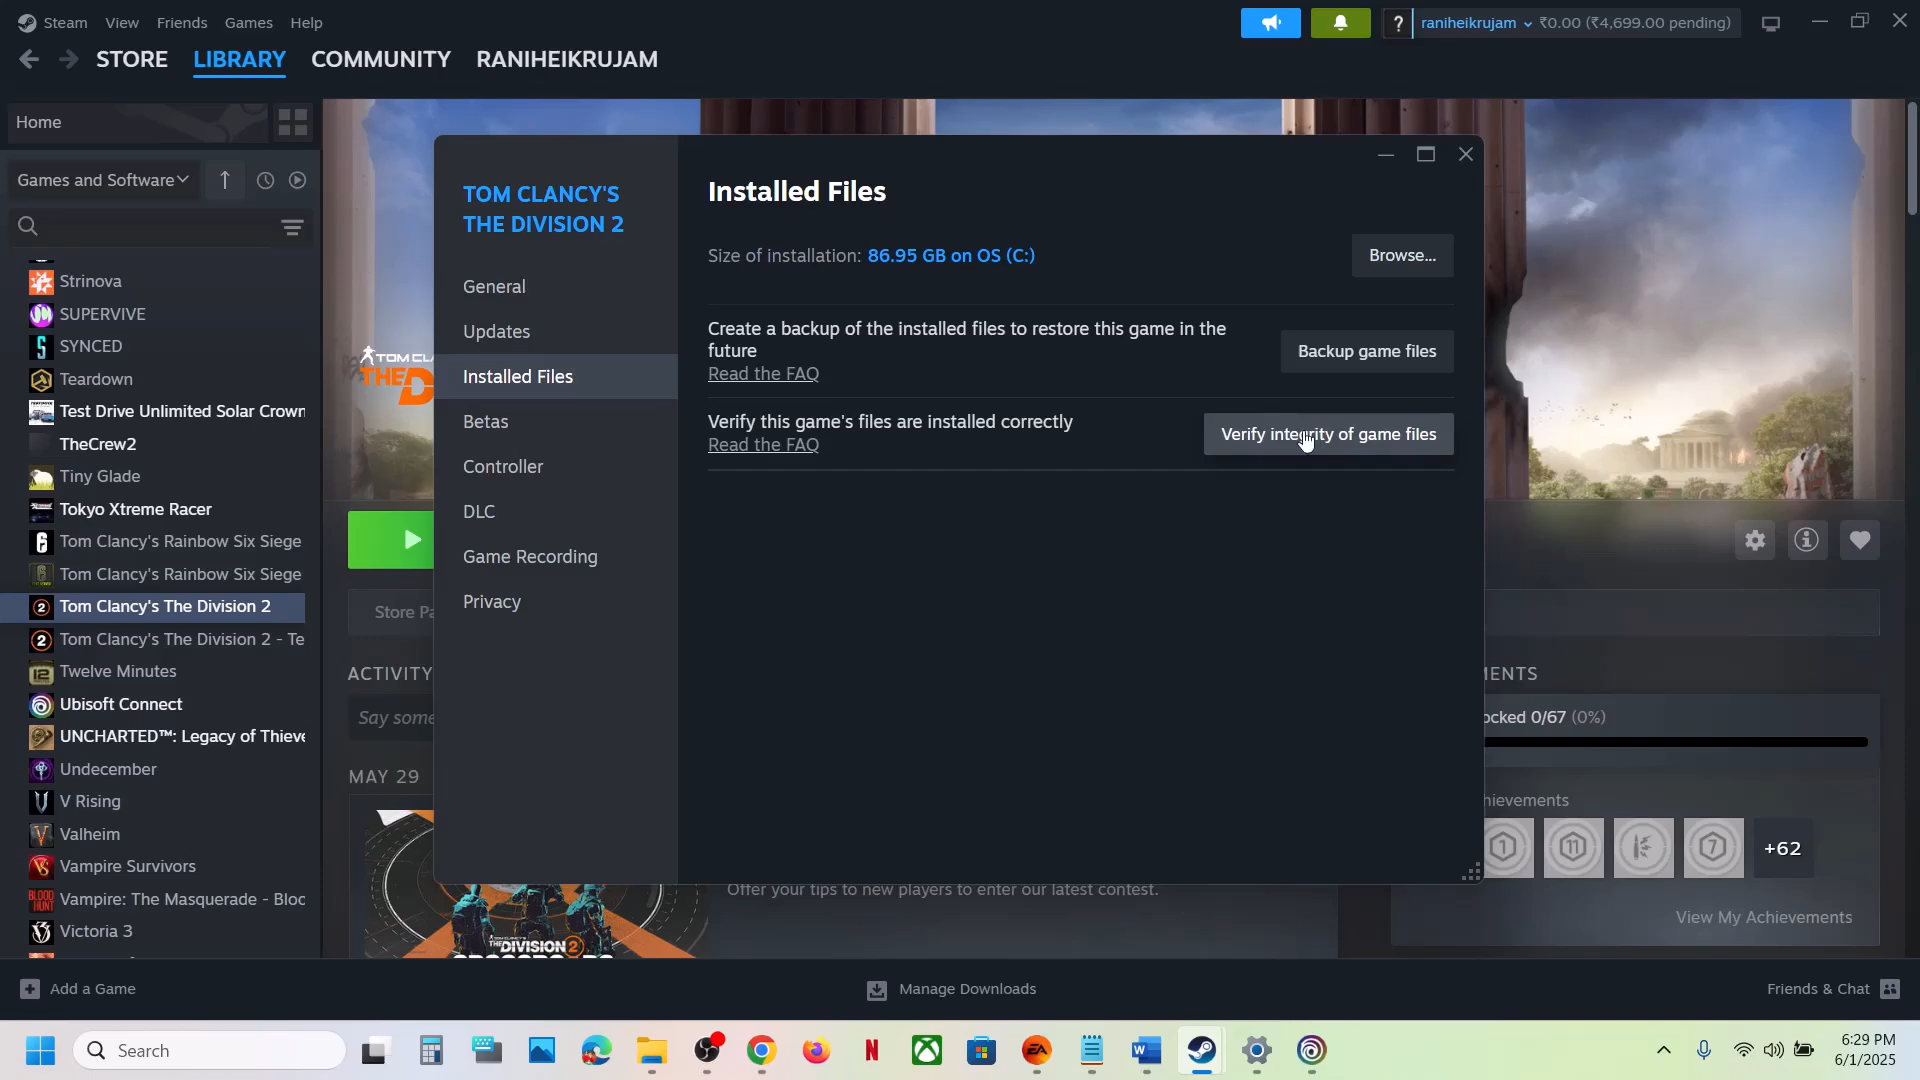 Steam View Friends Games Help
? raniheikrujam ₹0.00 (₹4,699.00 pending)
STORE LIBRARY COMMUNITY RANIHEIKRUJAM
Home
Games and Software
Strinova
SUPERVIVE
SYNCED
Teardown
Test Drive Unlimited Solar Crown
TheCrew2
Tiny Glade
Tokyo Xtreme Racer
Tom Clancy's Rainbow Six Siege
Tom Clancy's Rainbow Six Siege
Tom Clancy's The Division 2
Tom Clancy's The Division 2 - Te
Twelve Minutes
Ubisoft Connect
UNCHARTED™: Legacy of Thieve
Undecember
V Rising
Valheim
Vampire Survivors
Vampire: The Masquerade - Bloo
Victoria 3
TOM CLANCY'S
THE DIVISION 2
General
Updates
Installed Files
Betas
Controller
DLC
Game Recording
Privacy
Installed Files
Size of installation: 86.95 GB on OS (C:)
Browse...
Create a backup of the installed files to restore this game in the
future
Read the FAQ
Backup game files
Verify this game's files are installed correctly
Read the FAQ
Verify integrity of game files
TOM CL
THE D
Store Pa
ACTIVITY
Say some
MAY 29
THE DIVISION 2
Offer your tips to new players to enter our latest contest.
MENTS
ocked 0/67 (0%)
hievements
+62
View My Achievements
Add a Game
Manage Downloads
Friends & Chat
Search
6:29 PM
6/1/2025